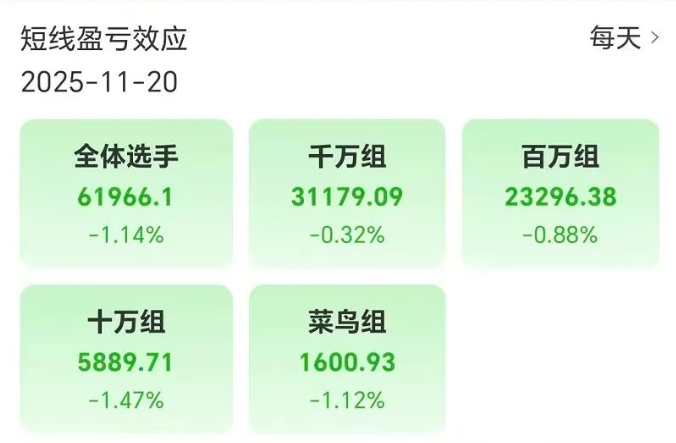 短线盈亏效应
每天 >
2025-11-20
全体选手
61966.1
-1.14%
千万组
31179.09
-0.32%
百万组
23296.38
-0.88%
十万组
5889.71
-1.47%
菜鸟组
1600.93
-1.12%